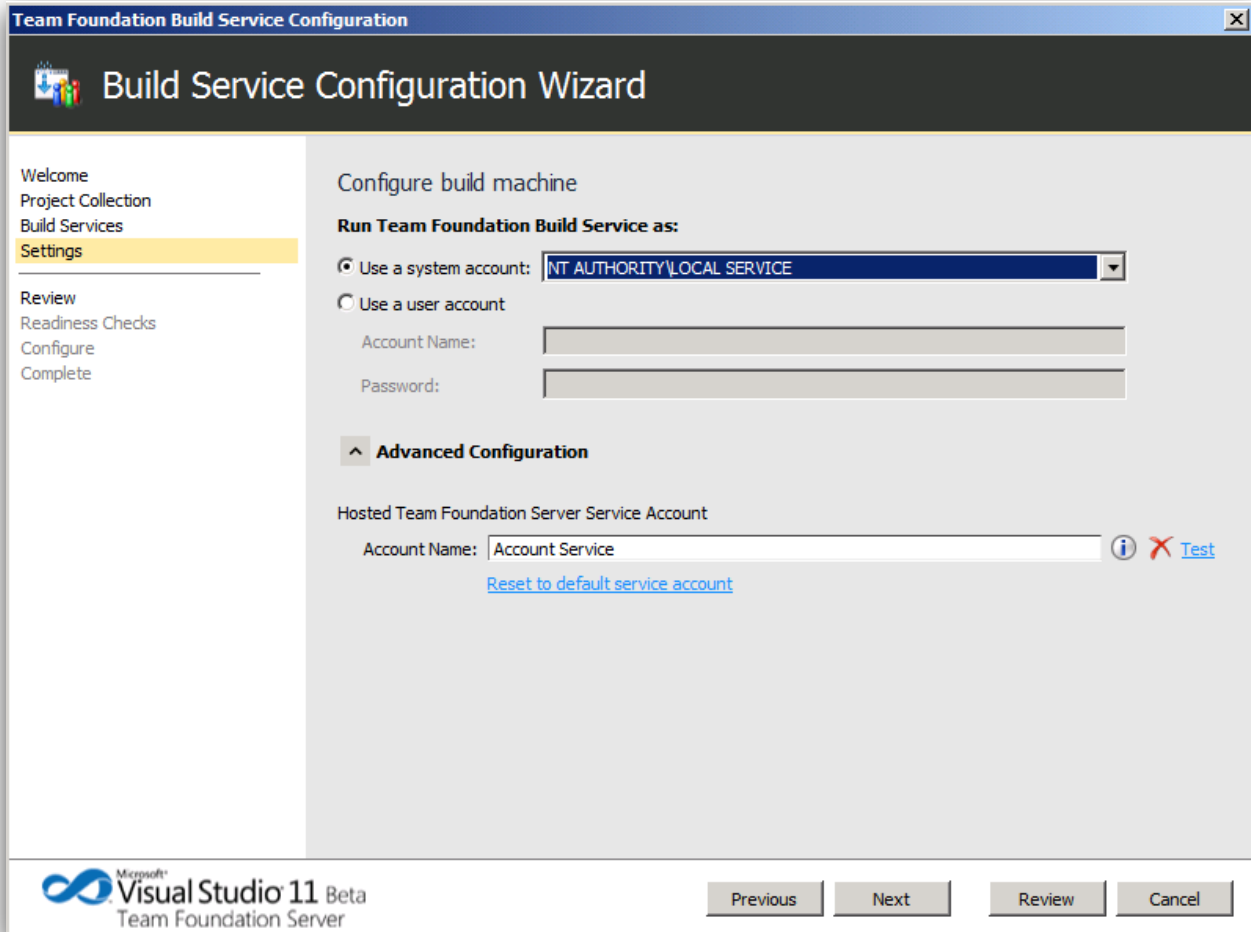 Team Foundation Build Service Configuration
Build Service Configuration Wizard
Welcome
Project Collection
Build Services
Settings
Review
Readiness Checks
Configure
Complete
Configure build machine
Run Team Foundation Build Service as:
Use a system account: NT AUTHORITY\LOCAL SERVICE
Use a user account
Account Name:
Password:
Advanced Configuration
Hosted Team Foundation Server Service Account
Account Name: Account Service Test
Reset to default service account
Microsoft®
Visual Studio 11 Beta
Team Foundation Server
Previous Next Review Cancel